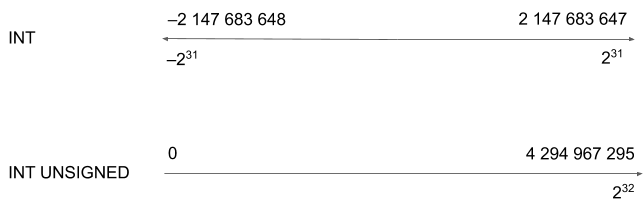 –2 147 683 648 2 147 683 647
INT
–2³¹ 2³¹
0 4 294 967 295
INT UNSIGNED
2³²